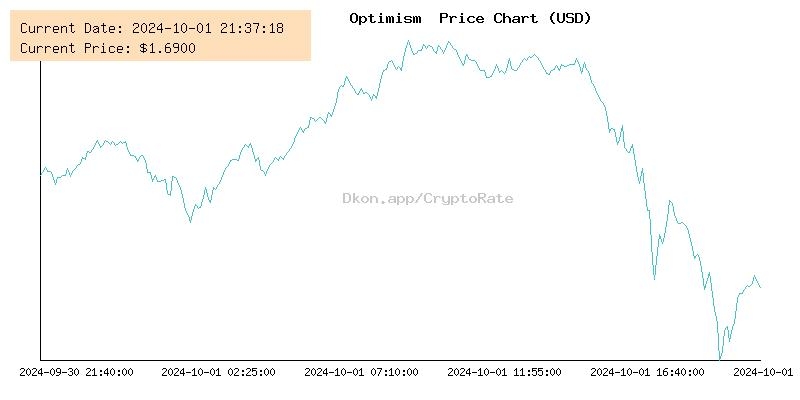 Optimism Price Chart (USD)
Current Date: 2024-10-01 21:37:18
Current Price: $1.6900
Dkon.app/CryptoRate
2024-09-30 21:40:00 2024-10-01 02:25:00 2024-10-01 07:10:00 2024-10-01 11:55:00 2024-10-01 16:40:00 2024-10-01